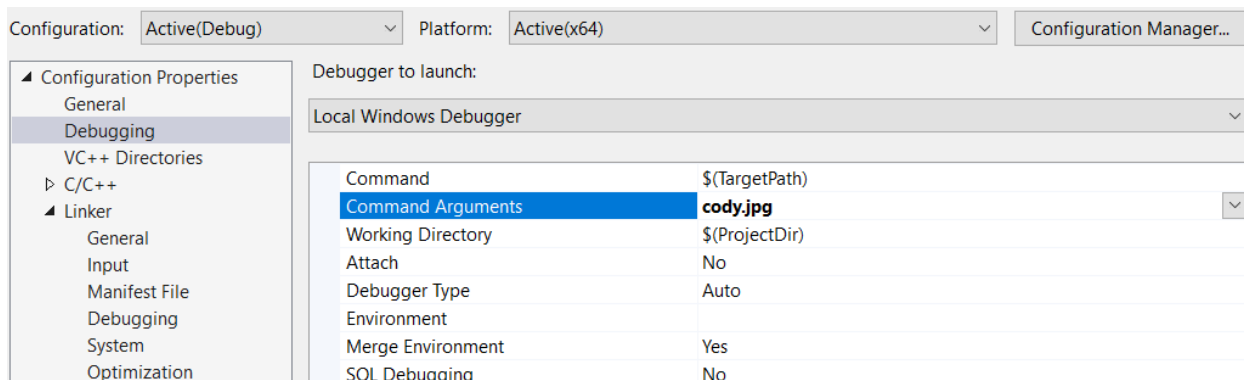 Configuration: Active(Debug) Platform: Active(x64) Configuration Manager...
Configuration Properties
General
Debugging
VC++ Directories
C/C++
Linker
General
Input
Manifest File
Debugging
System
Optimization
Debugger to launch:
Local Windows Debugger
Command $(TargetPath)
Command Arguments cody.jpg
Working Directory $(ProjectDir)
Attach No
Debugger Type Auto
Environment
Merge Environment Yes
SQL Debugging No